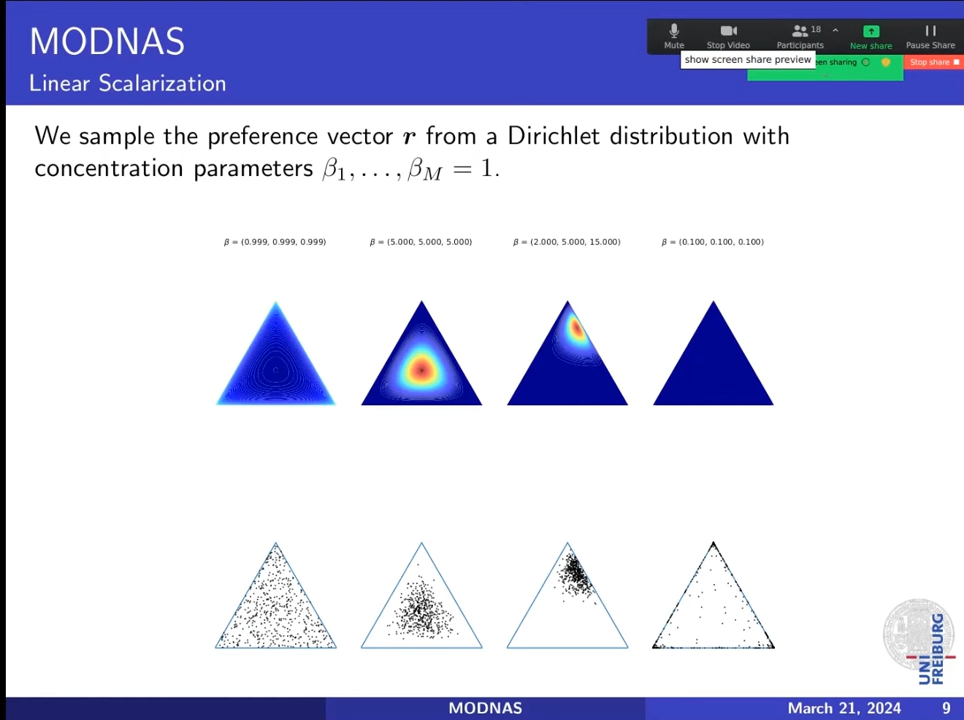 MODNAS
Linear Scalarization
Mute
Stop Video
Participants
18
New share
Pause Share
show screen share preview
een sharing
Stop share
We sample the preference vector r from a Dirichlet distribution with
concentration parameters β₁, . . . , β_M = 1.
β = (0.999, 0.999, 0.999)
β = (5.000, 5.000, 5.000)
β = (2.000, 5.000, 15.000)
β = (0.100, 0.100, 0.100)
UNI
FREIBURG
MODNAS
March 21, 2024
9